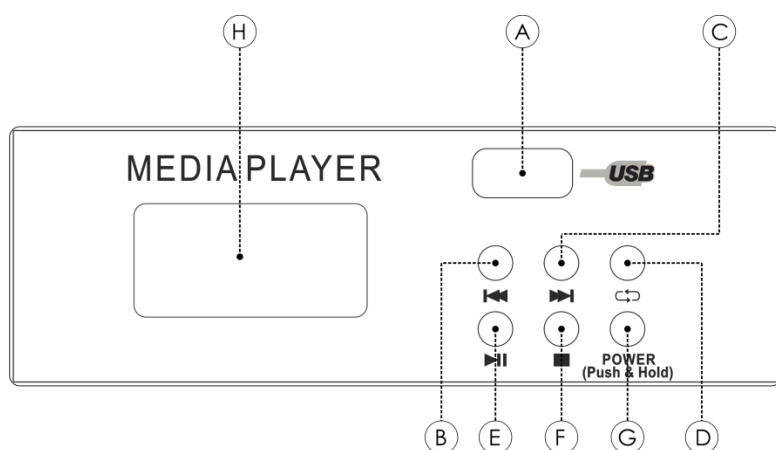 H A C
MEDIA PLAYER
USB
POWER
(Push & Hold)
B E F G D